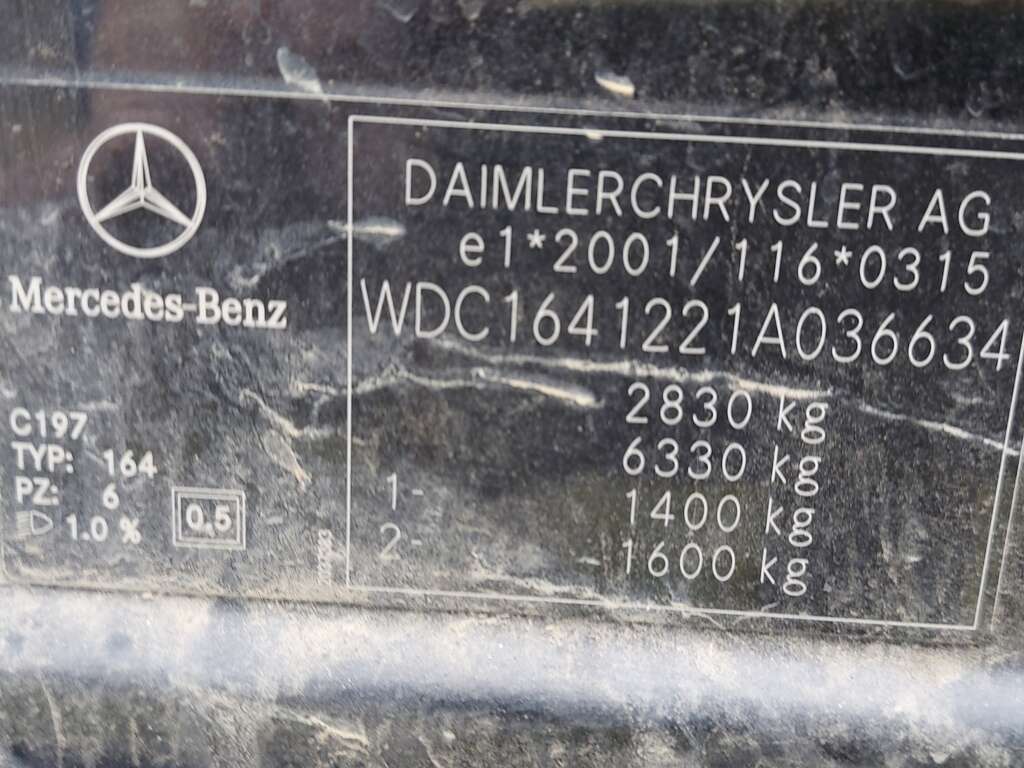 Mercedes-Benz
C197
TYP: 164
PZ: 6
1.0 %
0,5
DAIMLERCHRYSLER AG
e1*2001/116*0315
WDC1641221A036634
2830 kg
6330 kg
1- 1400 kg
2- 1600 kg